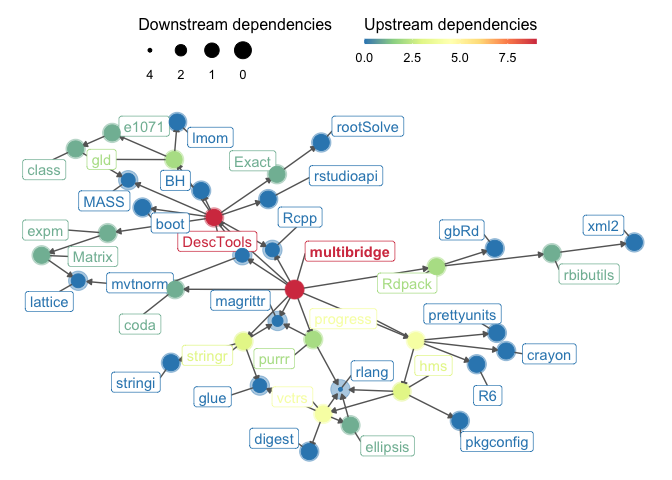 Downstream dependencies
4 2 1 0
Upstream dependencies
0.0 2.5 5.0 7.5
e1071
lmom
rootSolve
class
gld
Exact
BH
rstudioapi
MASS
boot
Rcpp
expm
DescTools
gbRd
xml2
Matrix
multibridge
rbibutils
Rdpack
lattice
mvtnorm
magrittr
coda
progress
prettyunits
stringr
purrr
crayon
stringi
rlang
hms
glue
vctrs
R6
digest
ellipsis
pkgconfig